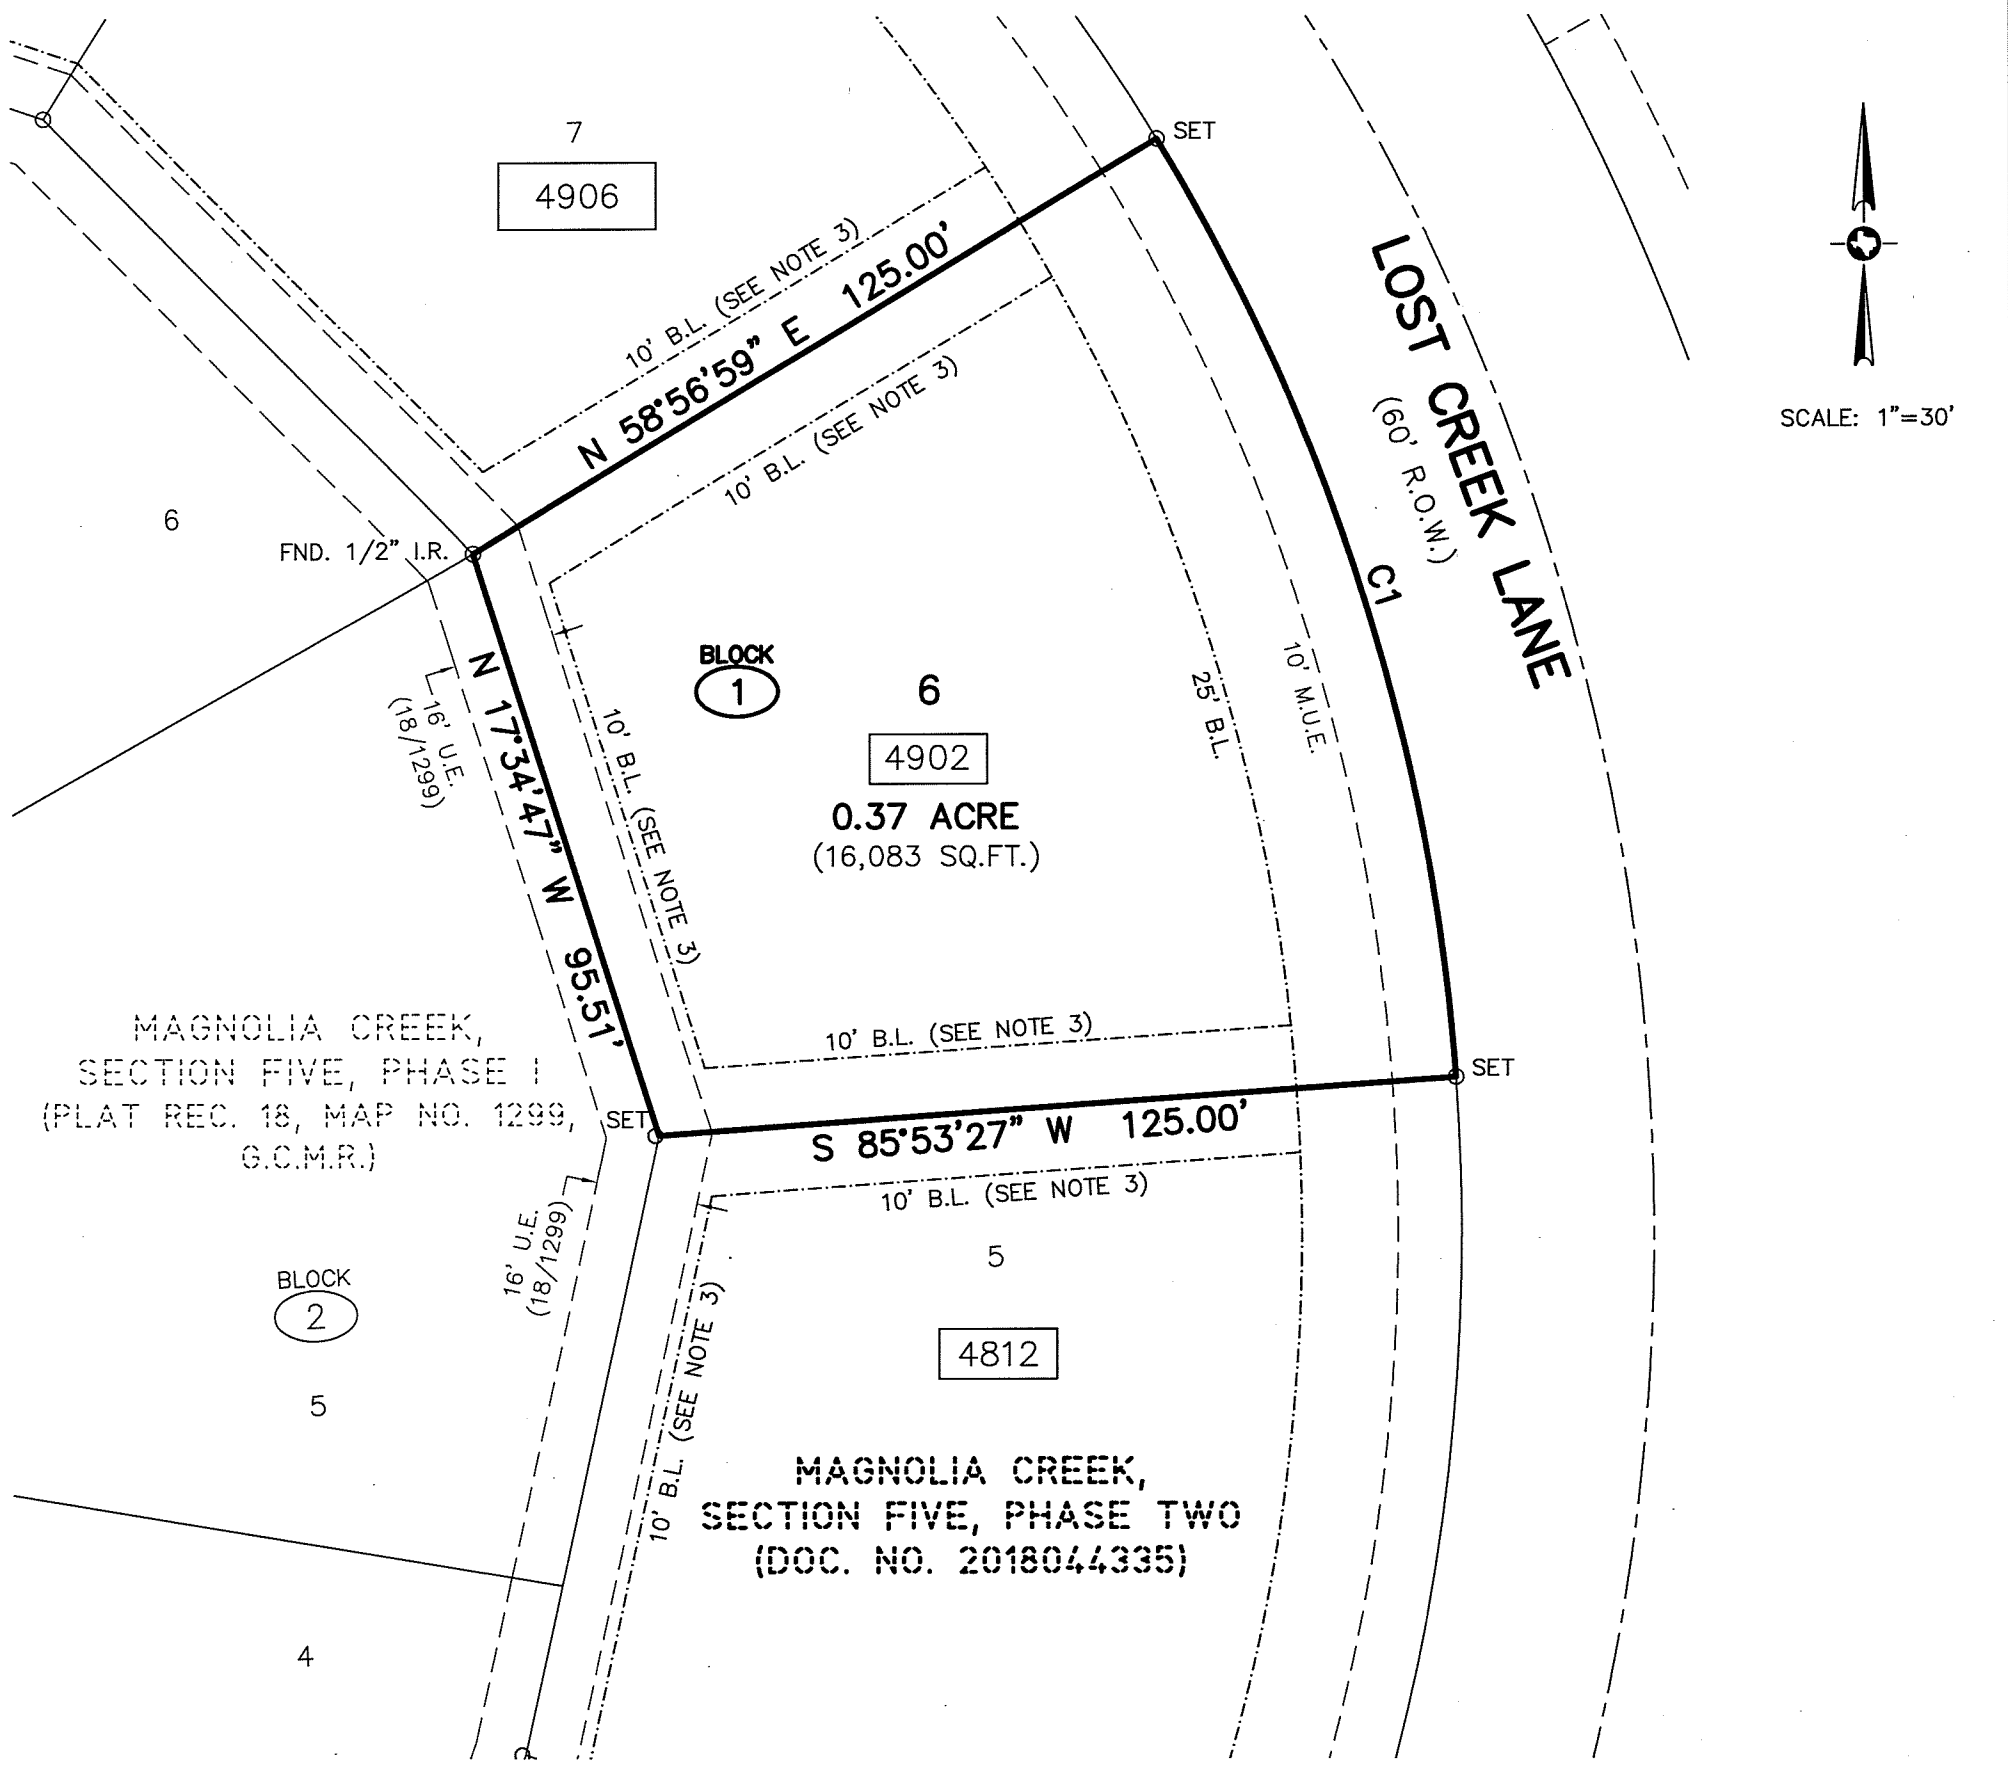 7
4906
SET
10' B.L. (SEE NOTE 3)
N 58°56'59" E 125.00'
10' B.L. (SEE NOTE 3)
LOST CREEK LANE
(60' R.O.W.)
SCALE: 1"=30'
6
FND. 1/2" I.R.
C1
BLOCK
1
6
4902
0.37 ACRE
(16,083 SQ.FT.)
25' B.L.
10' M.U.E.
16' U.E.
(18/1299)
N 17°34'47" W 95.51'
10' B.L. (SEE NOTE 3)
10' B.L. (SEE NOTE 3)
SET
MAGNOLIA CREEK,
SECTION FIVE, PHASE I
(PLAT REC. 18, MAP NO. 1299,
G.C.M.R.)
SET
S 85°53'27" W 125.00'
10' B.L. (SEE NOTE 3)
16' U.E.
(18/1299)
5
4812
BLOCK
2
5
10' B.L. (SEE NOTE 3)
MAGNOLIA CREEK,
SECTION FIVE, PHASE TWO
(DOC. NO. 2018044335)
4